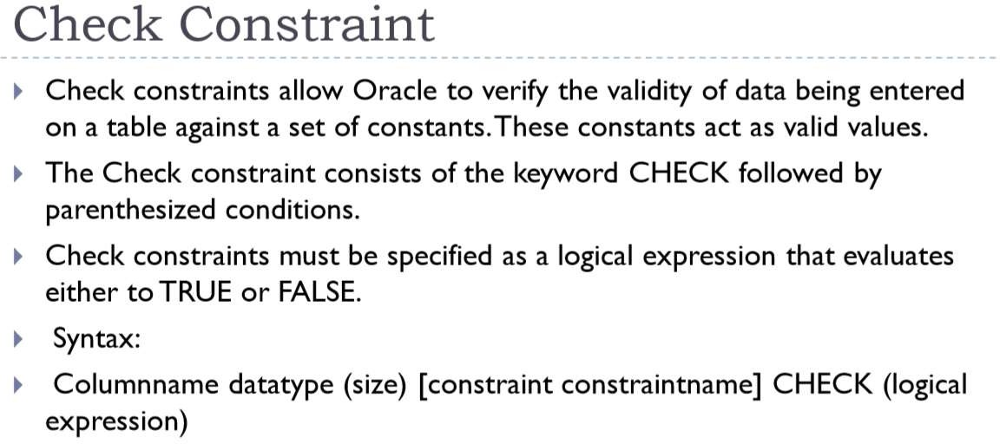 Check Constraint
Check constraints allow Oracle to verify the validity of data being entered
on a table against a set of constants. These constants act as valid values.
The Check constraint consists of the keyword CHECK followed by
parenthesized conditions.
Check constraints must be specified as a logical expression that evaluates
either to TRUE or FALSE.
Syntax:
Columnname datatype (size) [constraint constraintname] CHECK (logical
expression)